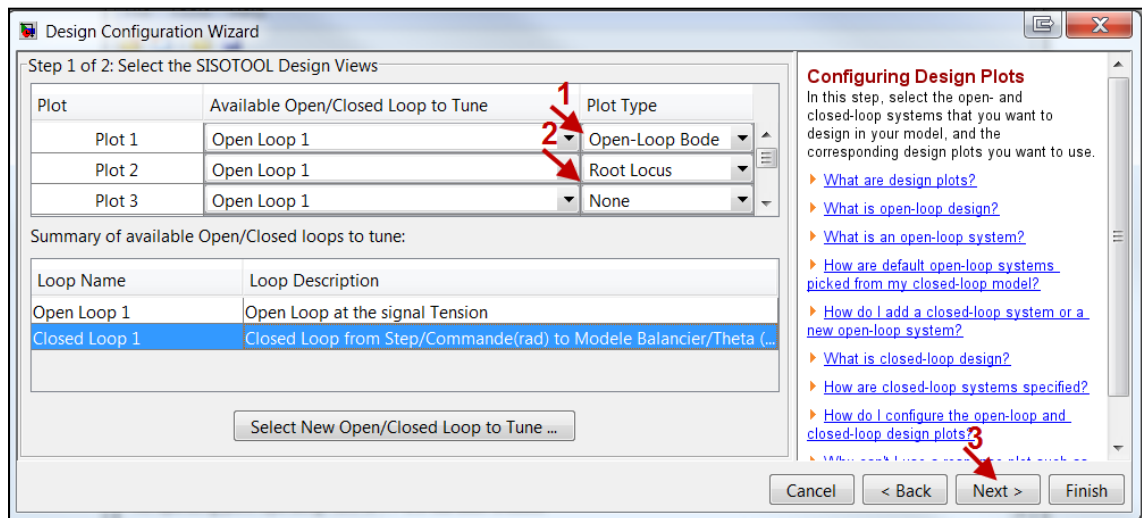 Design Configuration Wizard
Step 1 of 2: Select the SISOTOOL Design Views
Plot Available Open/Closed Loop to Tune 1 Plot Type
Plot 1 Open Loop 1 2 Open-Loop Bode
Plot 2 Open Loop 1 Root Locus
Plot 3 Open Loop 1 None
Summary of available Open/Closed loops to tune:
Loop Name Loop Description
Open Loop 1 Open Loop at the signal Tension
Closed Loop 1 Closed Loop from Step/Commande(rad) to Modele Balancier/Theta (...
Select New Open/Closed Loop to Tune ...
Configuring Design Plots
In this step, select the open- and
closed-loop systems that you want to
design in your model, and the
corresponding design plots you want to use.
What are design plots?
What is open-loop design?
What is an open-loop system?
How are default open-loop systems
picked from my closed-loop model?
How do I add a closed-loop system or a
new open-loop system?
What is closed-loop design?
How are closed-loop systems specified?
How do I configure the open-loop and
closed-loop design plots?
3
Cancel < Back Next > Finish